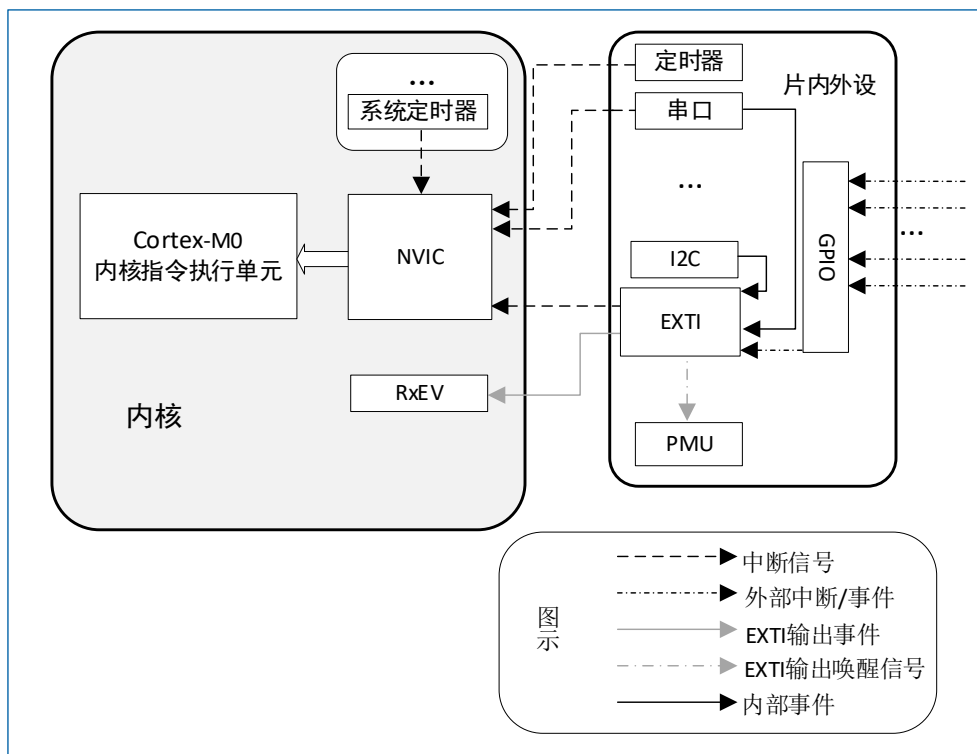 ...
系统定时器
Cortex-M0
内核指令执行单元
NVIC
RxEV
内核
定时器
串口
片内外设
...
I2C
EXTI
PMU
GPIO
...
图示
中断信号
外部中断/事件
EXTI输出事件
EXTI输出唤醒信号
内部事件